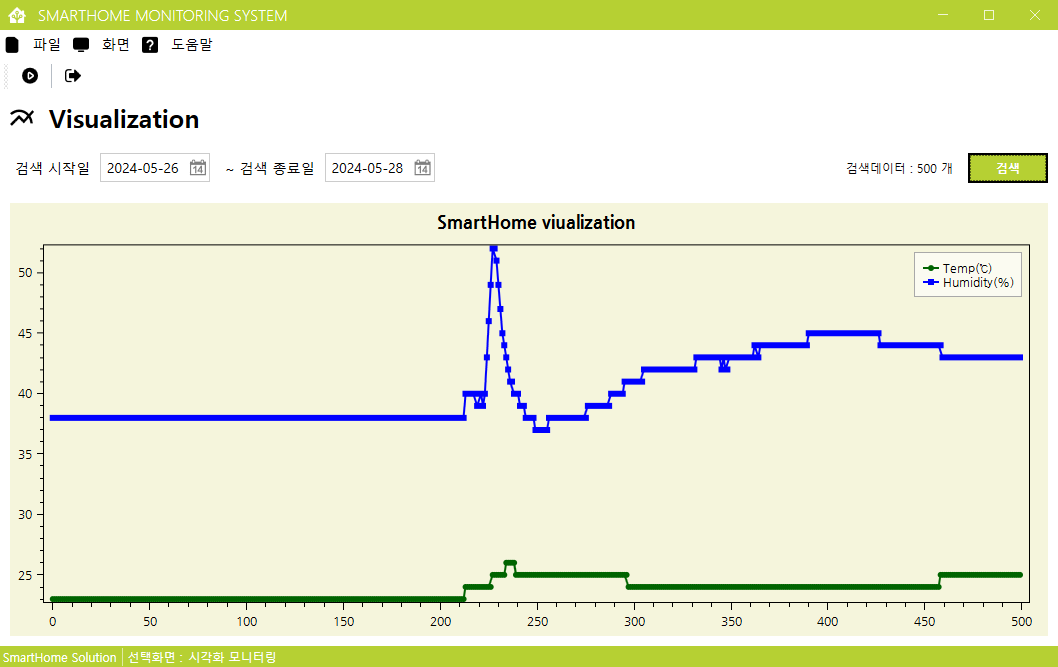 SMARTHOME MONITORING SYSTEM
파일 화면 ? 도움말
Visualization
검색 시작일 2024-05-26 14 ~ 검색 종료일 2024-05-28 14 검색데이터 : 500 개 검색
SmartHome viualization
Temp(℃)
Humidity(%)
50
45
40
35
30
25
0 50 100 150 200 250 300 350 400 450 500
SmartHome Solution 선택화면 : 시각화 모니터링